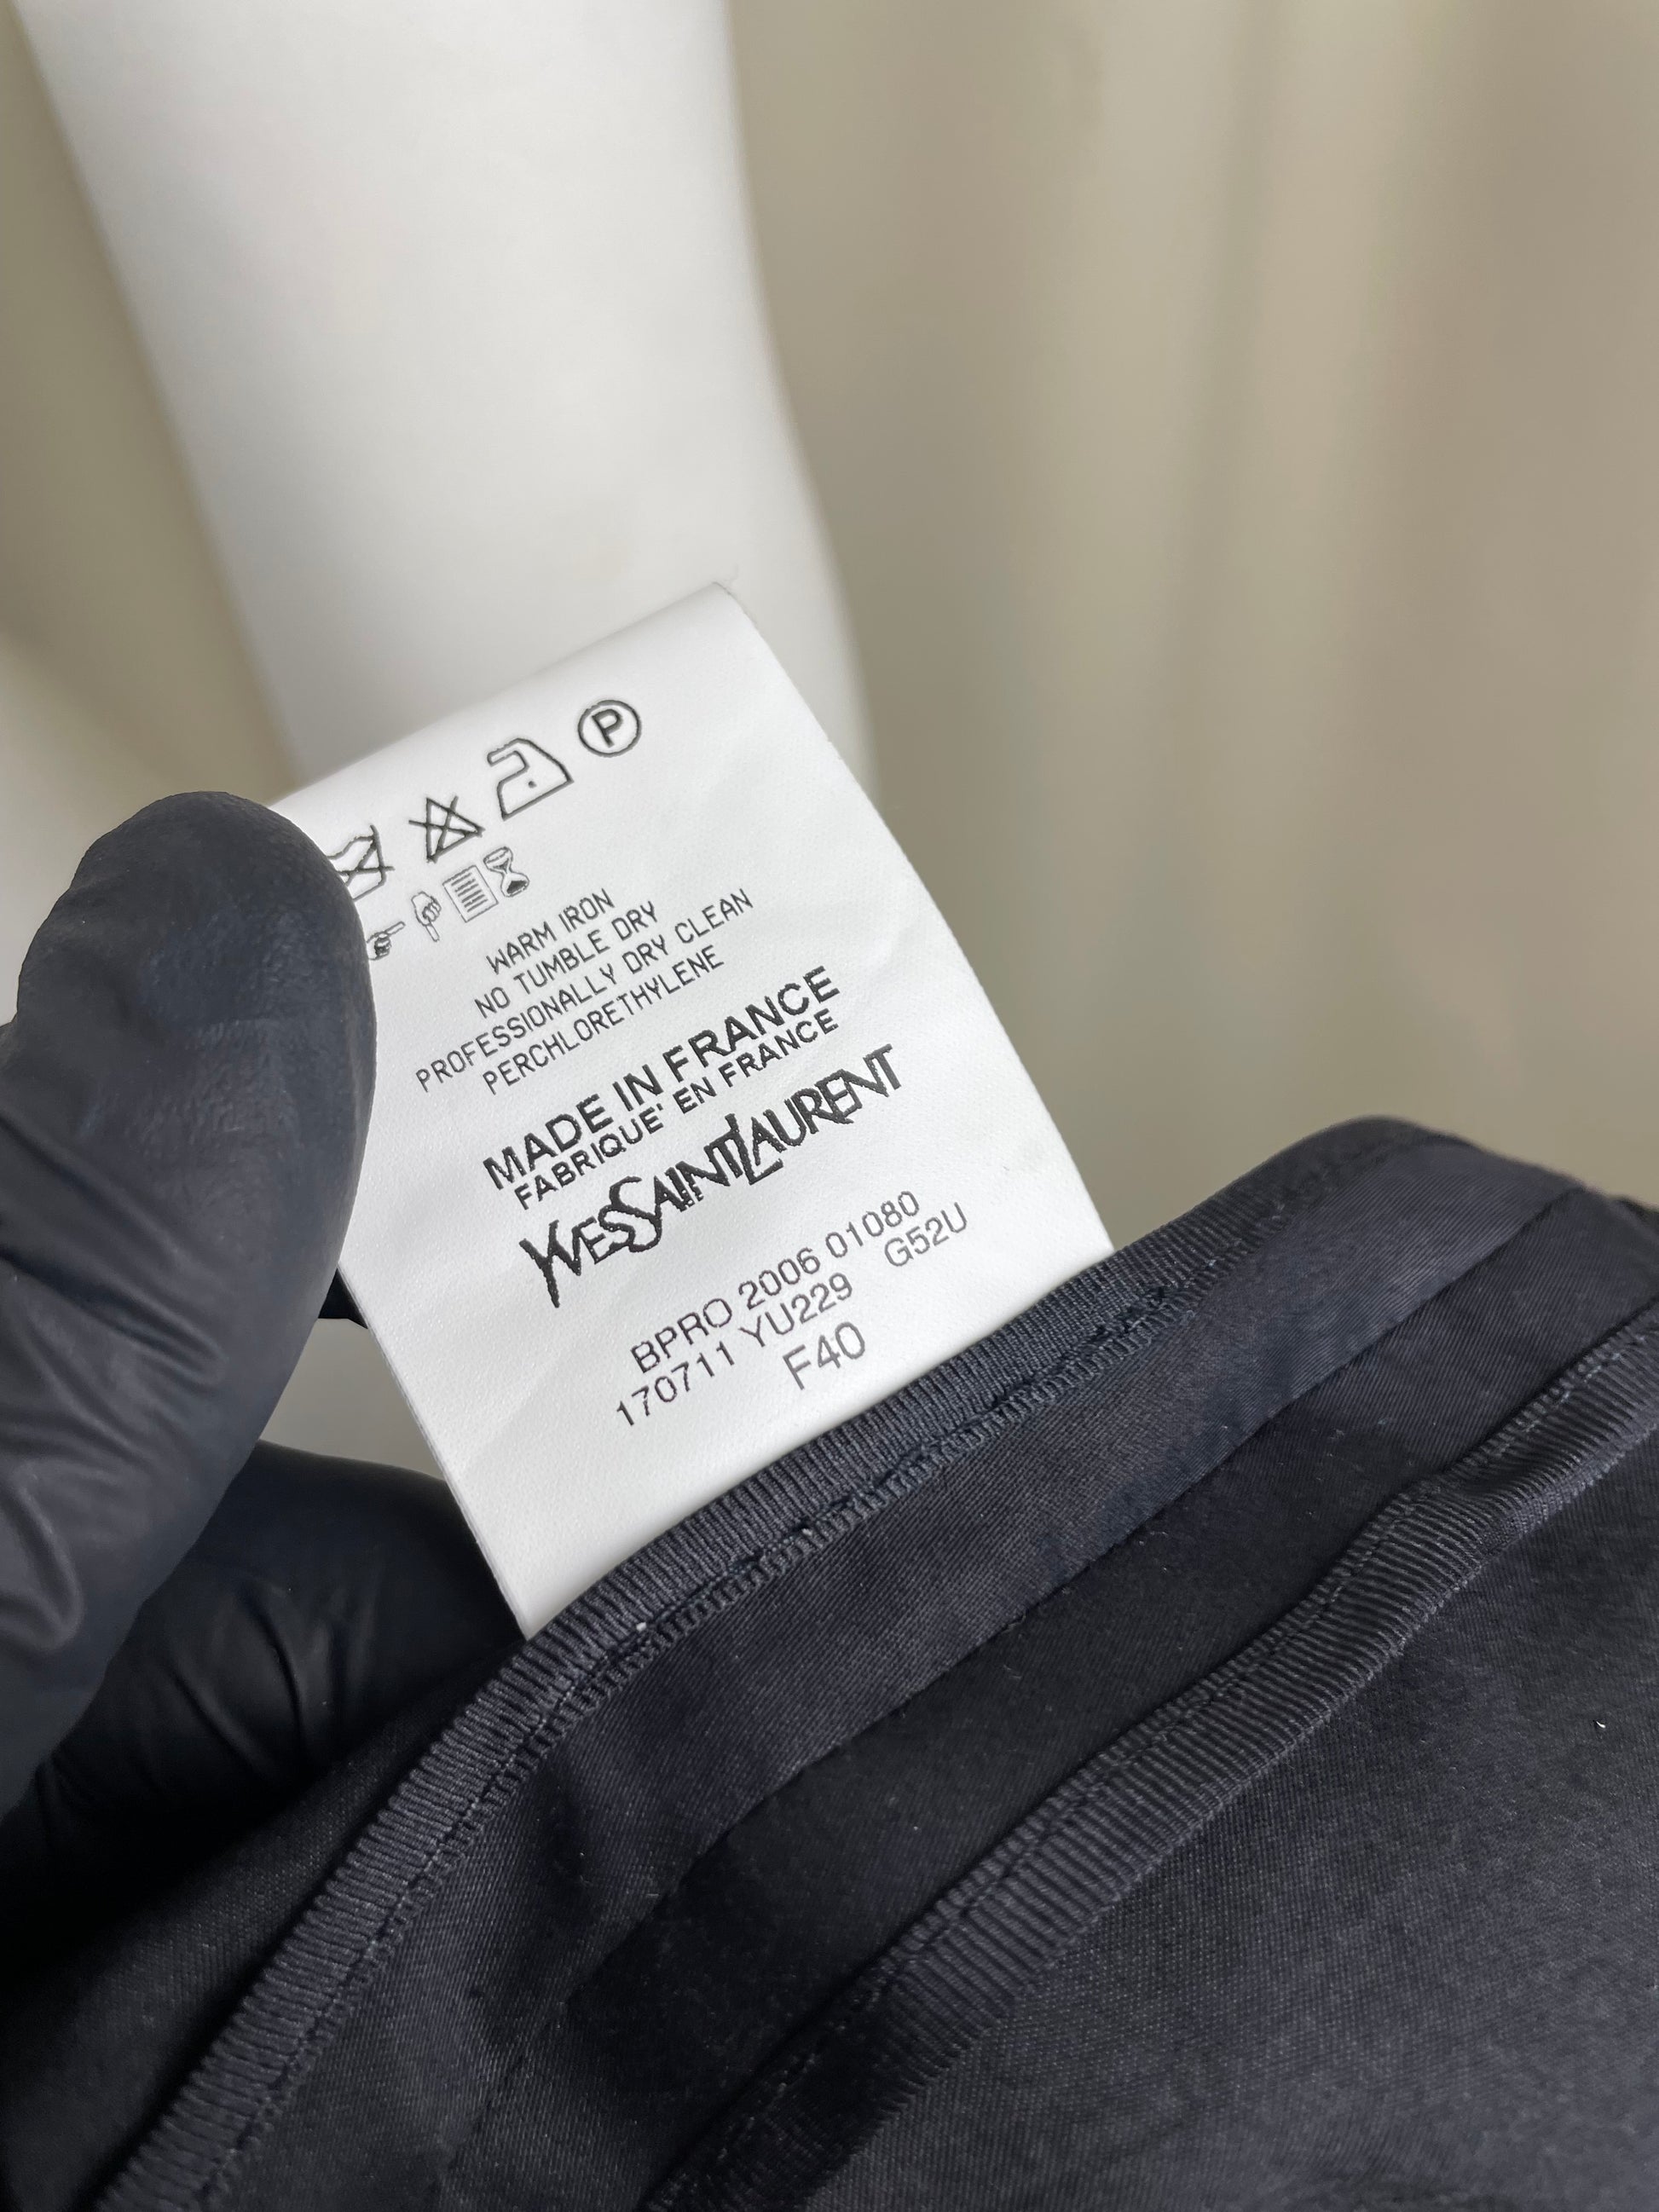 P
WARM IRON
NO TUMBLE DRY
PROFESSIONALLY DRY CLEAN
PERCHLORETHYLENE
MADE IN FRANCE
FABRIQUE' EN FRANCE
YVESSAINTLAURENT
BPRO 2006 01080
170711 YU229 G52U
F40